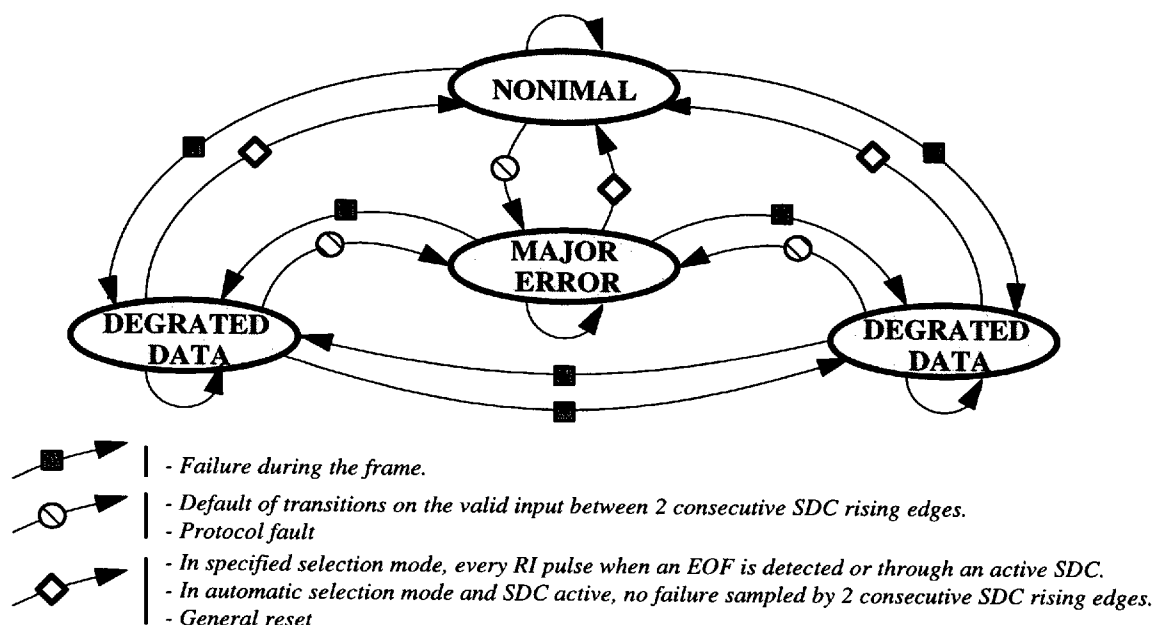 NONIMAL
MAJOR
ERROR
DEGRATED
DATA
DEGRATED
DATA
- Failure during the frame.
- Default of transitions on the valid input between 2 consecutive SDC rising edges.
- Protocol fault
- In specified selection mode, every RI pulse when an EOF is detected or through an active SDC.
- In automatic selection mode and SDC active, no failure sampled by 2 consecutive SDC rising edges.
- General reset